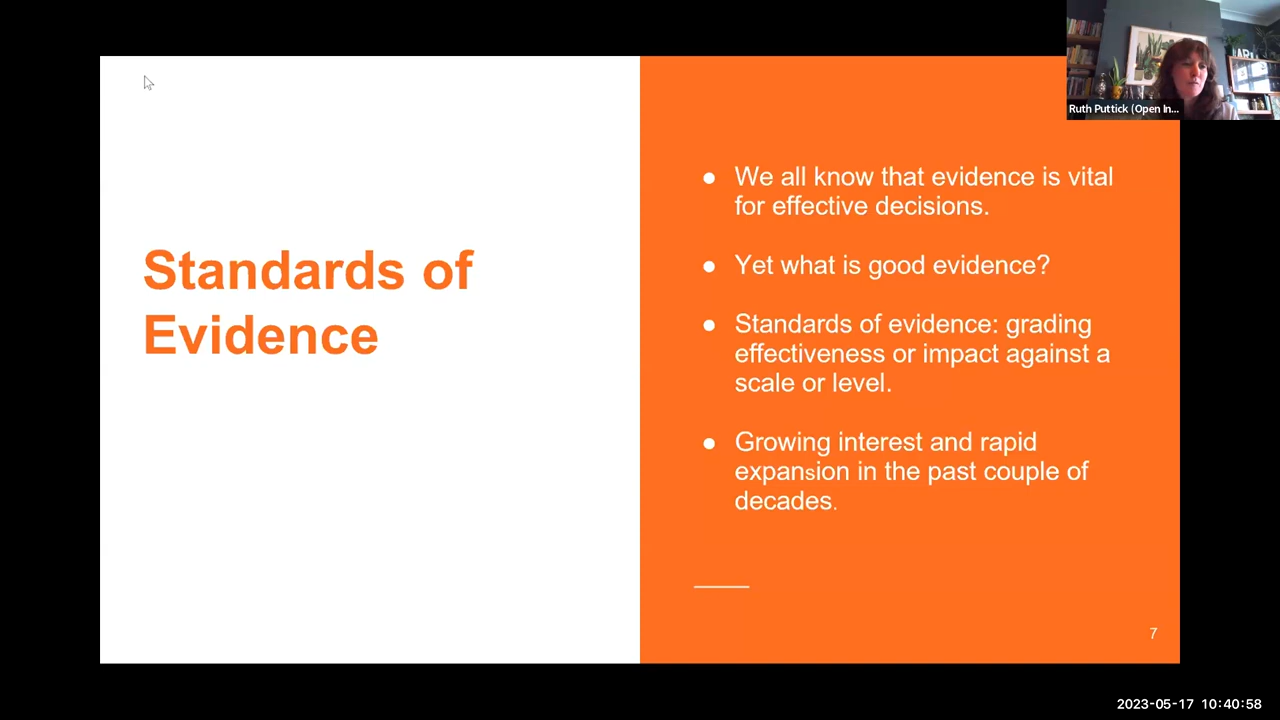 Ruth Puttick (Open In...
Standards of
Evidence
● We all know that evidence is vital
for effective decisions.
● Yet what is good evidence?
● Standards of evidence: grading
effectiveness or impact against a
scale or level.
● Growing interest and rapid
expansion in the past couple of
decades.
7
2023-05-17 10:40:58